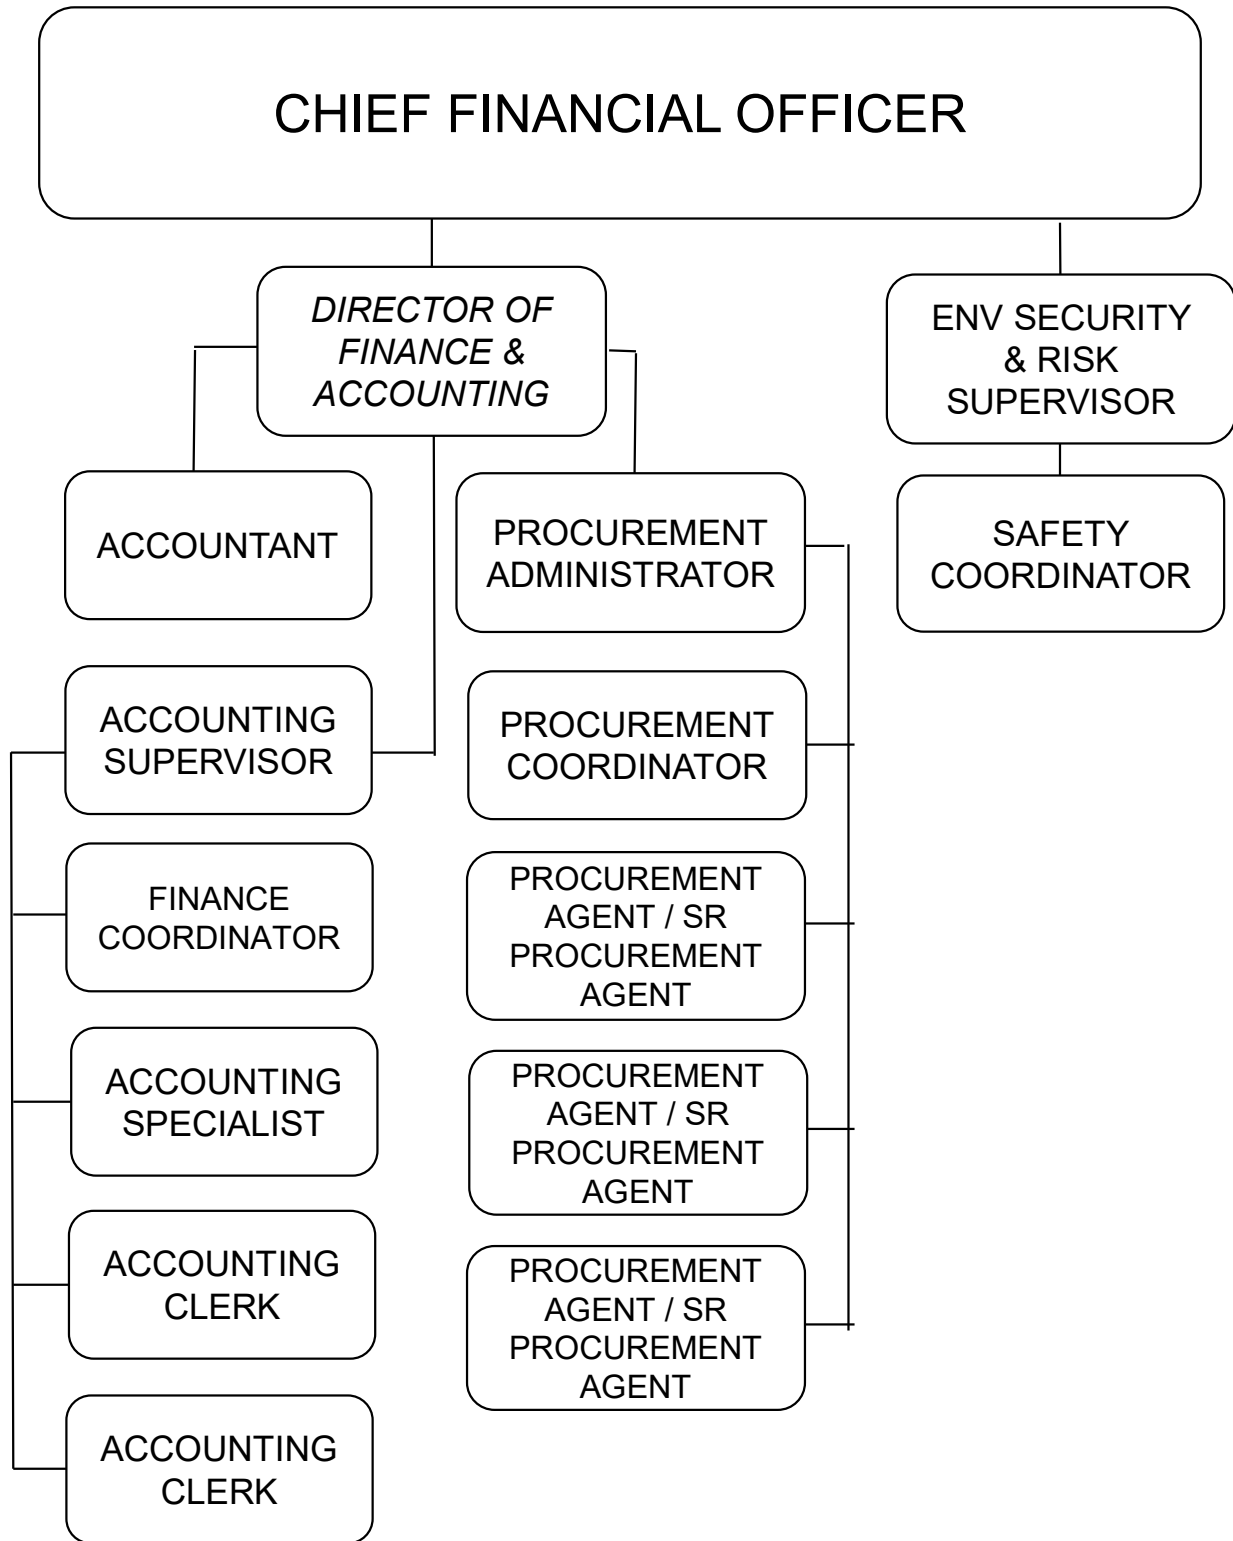 CHIEF FINANCIAL OFFICER
DIRECTOR OF
FINANCE &
ACCOUNTING
ENV SECURITY
& RISK
SUPERVISOR
ACCOUNTANT
PROCUREMENT
ADMINISTRATOR
SAFETY
COORDINATOR
ACCOUNTING
SUPERVISOR
PROCUREMENT
COORDINATOR
FINANCE
COORDINATOR
PROCUREMENT
AGENT / SR
PROCUREMENT
AGENT
ACCOUNTING
SPECIALIST
PROCUREMENT
AGENT / SR
PROCUREMENT
AGENT
ACCOUNTING
CLERK
PROCUREMENT
AGENT / SR
PROCUREMENT
AGENT
ACCOUNTING
CLERK